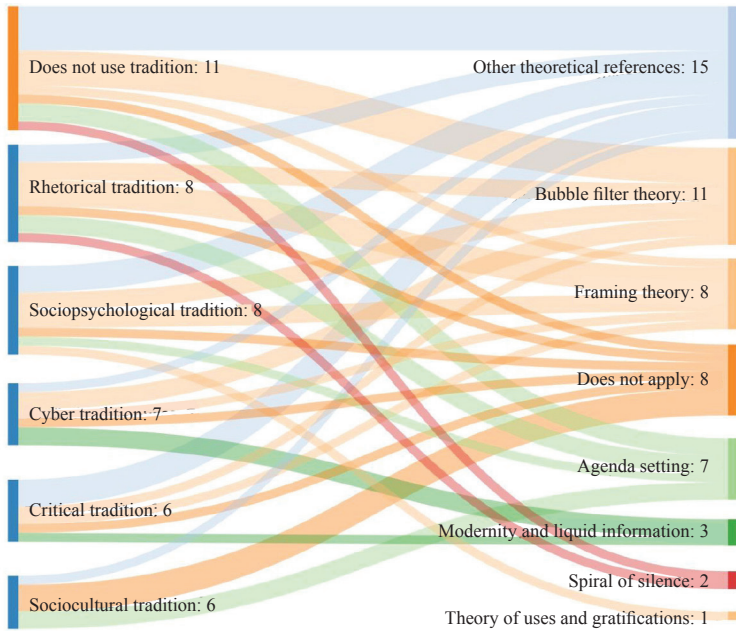 Does not use tradition: 11
Rhetorical tradition: 8
Sociopsychological tradition: 8
Cyber tradition: 7
Critical tradition: 6
Sociocultural tradition: 6
Other theoretical references: 15
Bubble filter theory: 11
Framing theory: 8
Does not apply: 8
Agenda setting: 7
Modernity and liquid information: 3
Spiral of silence: 2
Theory of uses and gratifications: 1